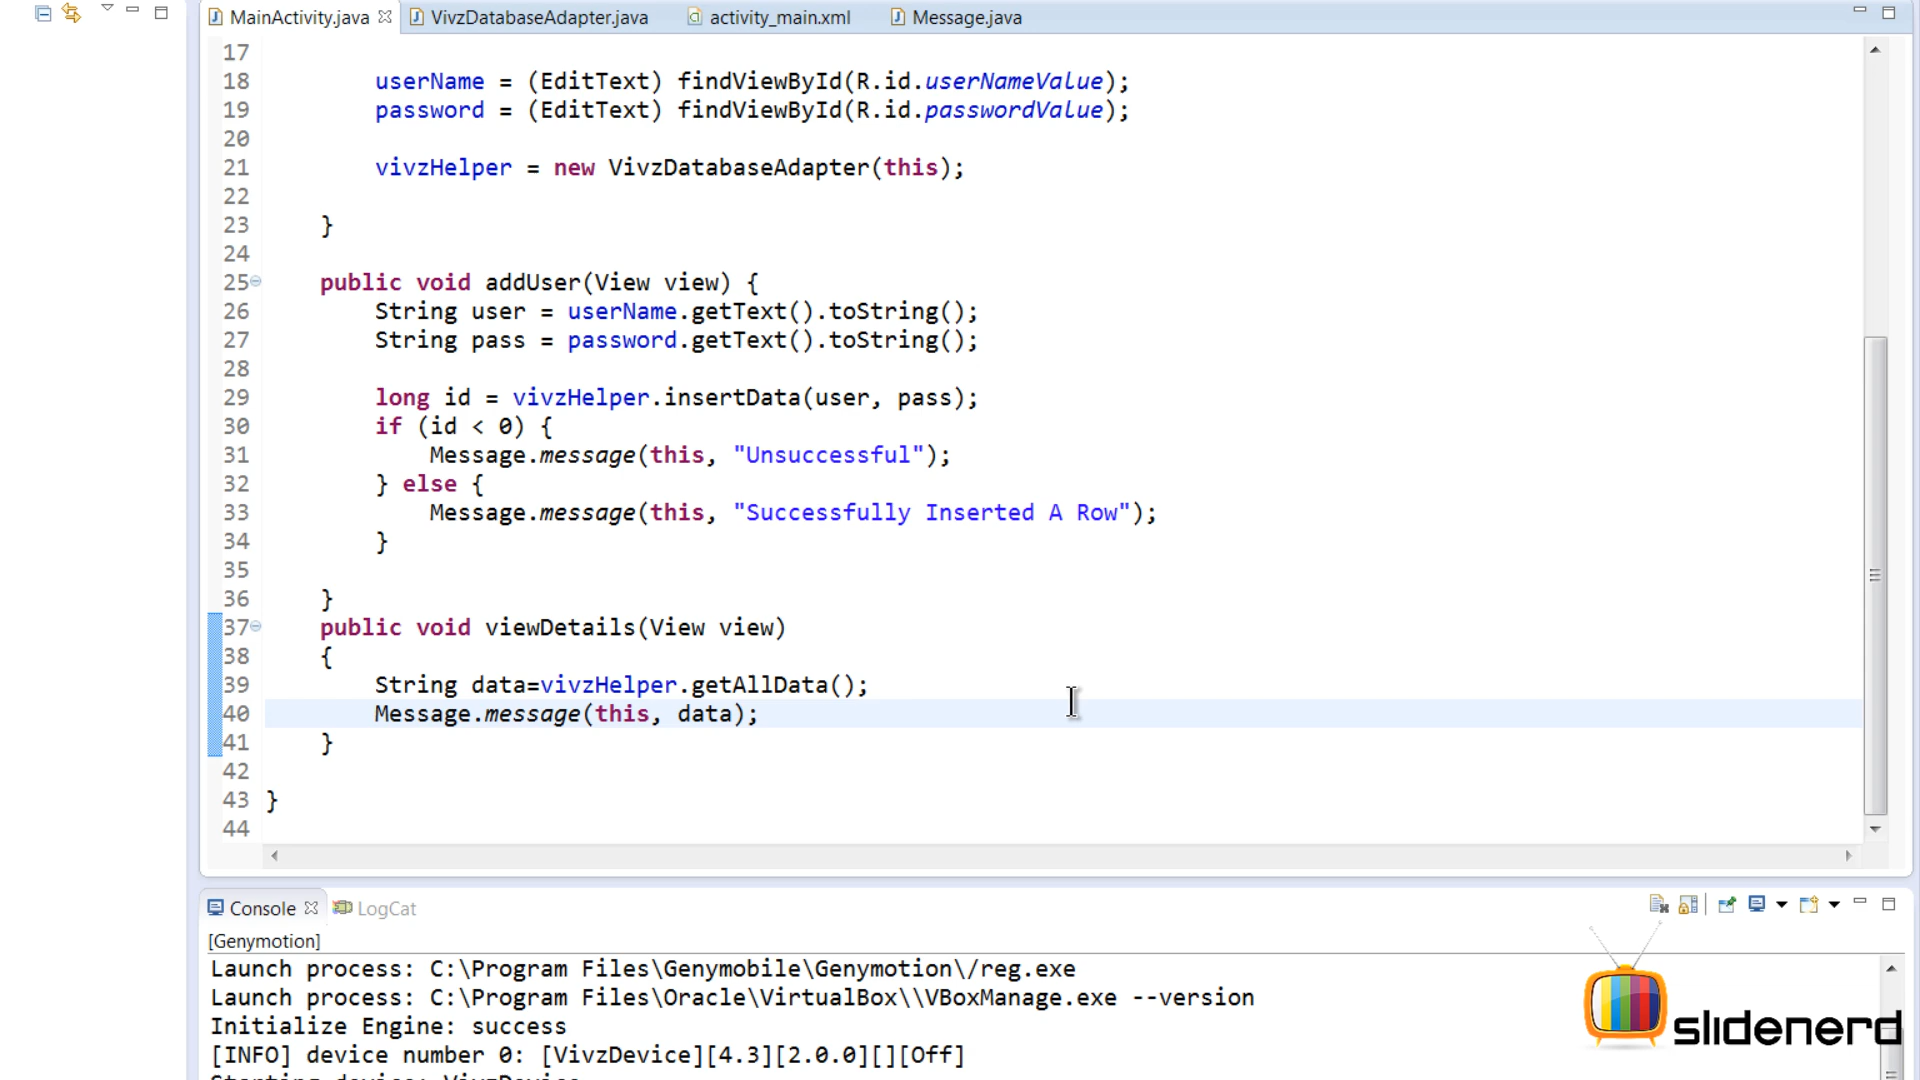 MainActivity.java
VivzDatabaseAdapter.java
activity_main.xml
Message.java
17
18 userName = (EditText) findViewById(R.id.userNameValue);
19 password = (EditText) findViewById(R.id.passwordValue);
20
21 vivzHelper = new VivzDatabaseAdapter(this);
22
23 }
24
25 public void addUser(View view) {
26 String user = userName.getText().toString();
27 String pass = password.getText().toString();
28
29 long id = vivzHelper.insertData(user, pass);
30 if (id < 0) {
31 Message.message(this, "Unsuccessful");
32 } else {
33 Message.message(this, "Successfully Inserted A Row");
34 }
35
36 }
37 public void viewDetails(View view)
38 {
39 String data=vivzHelper.getAllData();
40 Message.message(this, data);
41 }
42
43 }
44
Console
LogCat
[Genymotion]
Launch process: C:\Program Files\Genymobile\Genymotion\/reg.exe
Launch process: C:\Program Files\Oracle\VirtualBox\\VBoxManage.exe --version
Initialize Engine: success
[INFO] device number 0: [VivzDevice][4.3][2.0.0][][Off]
slidenerd